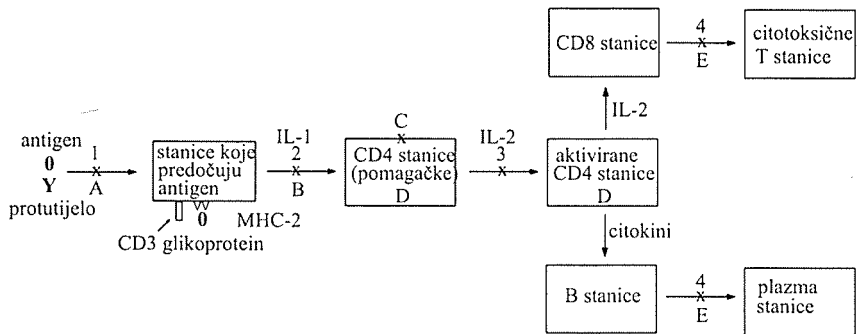 antigen
0
Y
protutijelo
1
x
A
stanice koje
predočuju
antigen
0
MHC-2
CD3 glikoprotein
IL-1
2
x
B
C
x
CD4 stanice
(pomagačke)
D
IL-2
3
x
aktivirane
CD4 stanice
D
IL-2
CD8 stanice
4
x
E
citotoksične
T stanice
citokini
B stanice
4
x
E
plazma
stanice